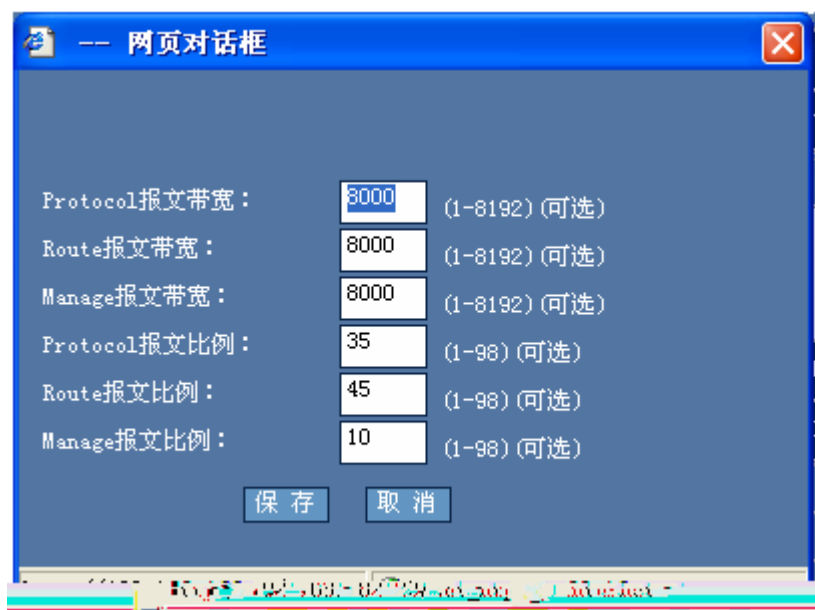 -- 网页对话框
Protocol报文带宽： 8000 (1-8192)(可选)
Route报文带宽： 8000 (1-8192)(可选)
Manage报文带宽： 8000 (1-8192)(可选)
Protocol报文比例： 35 (1-98)(可选)
Route报文比例： 45 (1-98)(可选)
Manage报文比例： 10 (1-98)(可选)
保 存 取 消